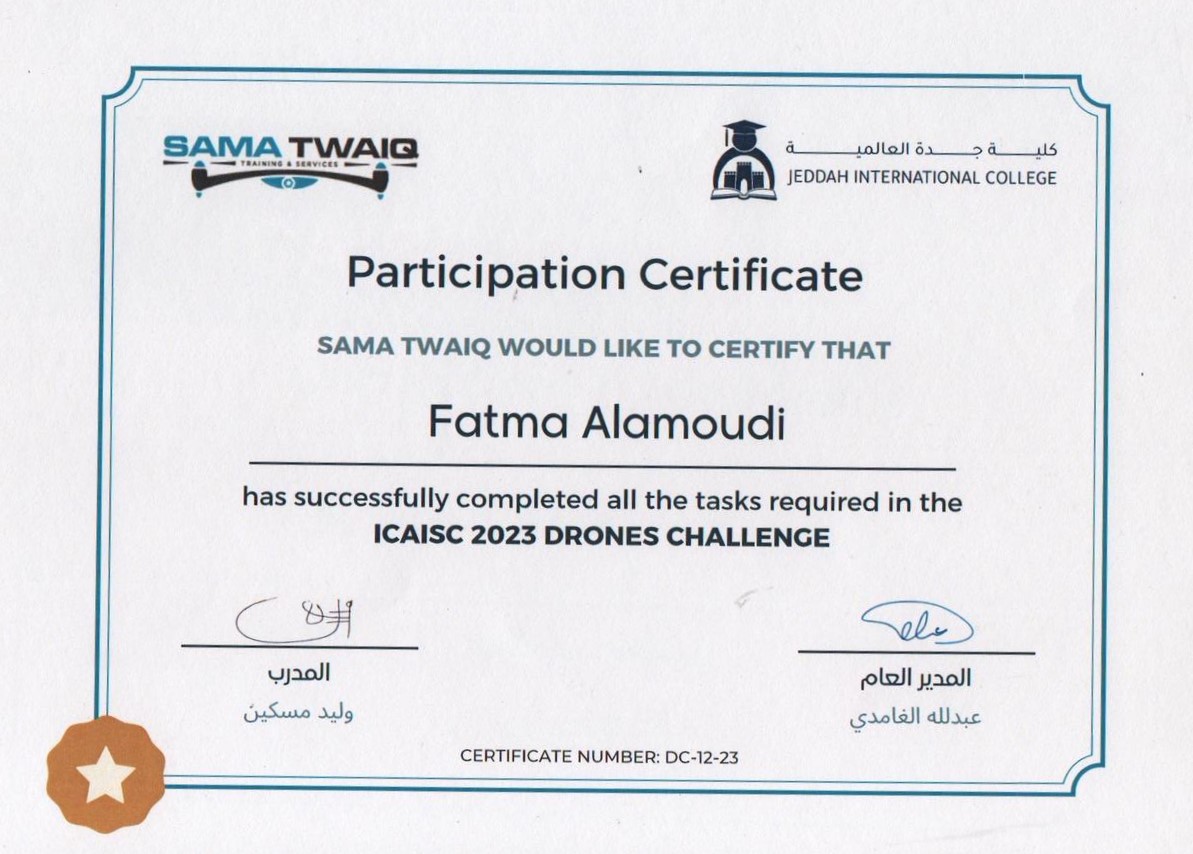 SAMA TWAIQ
TRAINING & SERVICES
كليـــة جـــدة العالميـــة
JEDDAH INTERNATIONAL COLLEGE
Participation Certificate
SAMA TWAIQ WOULD LIKE TO CERTIFY THAT
Fatma Alamoudi
has successfully completed all the tasks required in the
ICAISC 2023 DRONES CHALLENGE
المدرب
وليد مسكين
المدير العام
عبدلله الغامدي
CERTIFICATE NUMBER: DC-12-23